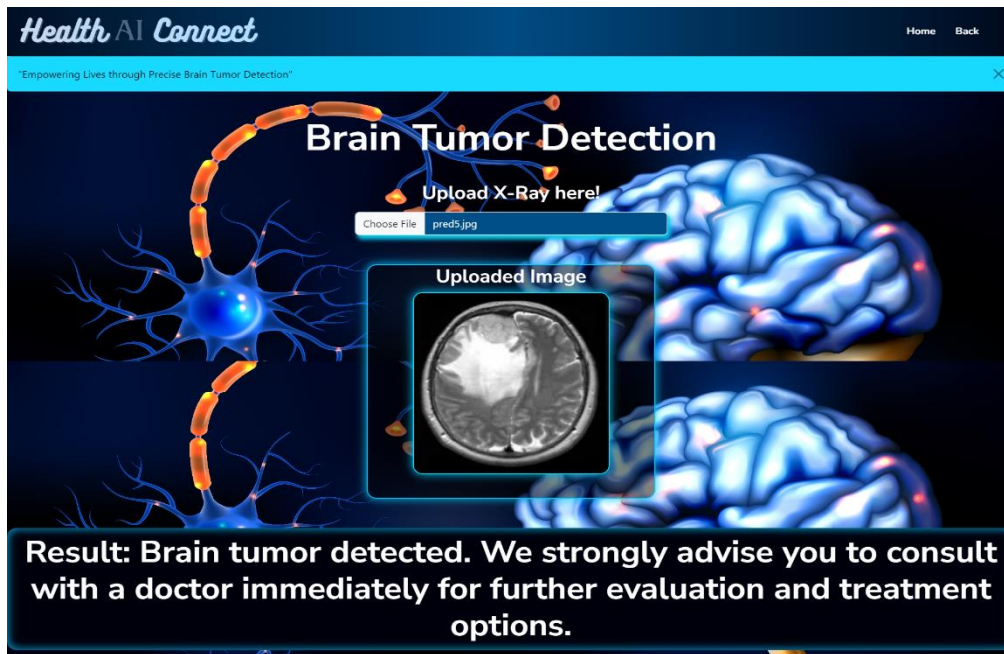 Health AI Connect
Home Back
"Empowering Lives through Precise Brain Tumor Detection"
Brain Tumor Detection
Upload X-Ray here!
Choose File pred5.jpg
Uploaded Image
Result: Brain tumor detected. We strongly advise you to consult
with a doctor immediately for further evaluation and treatment
options.